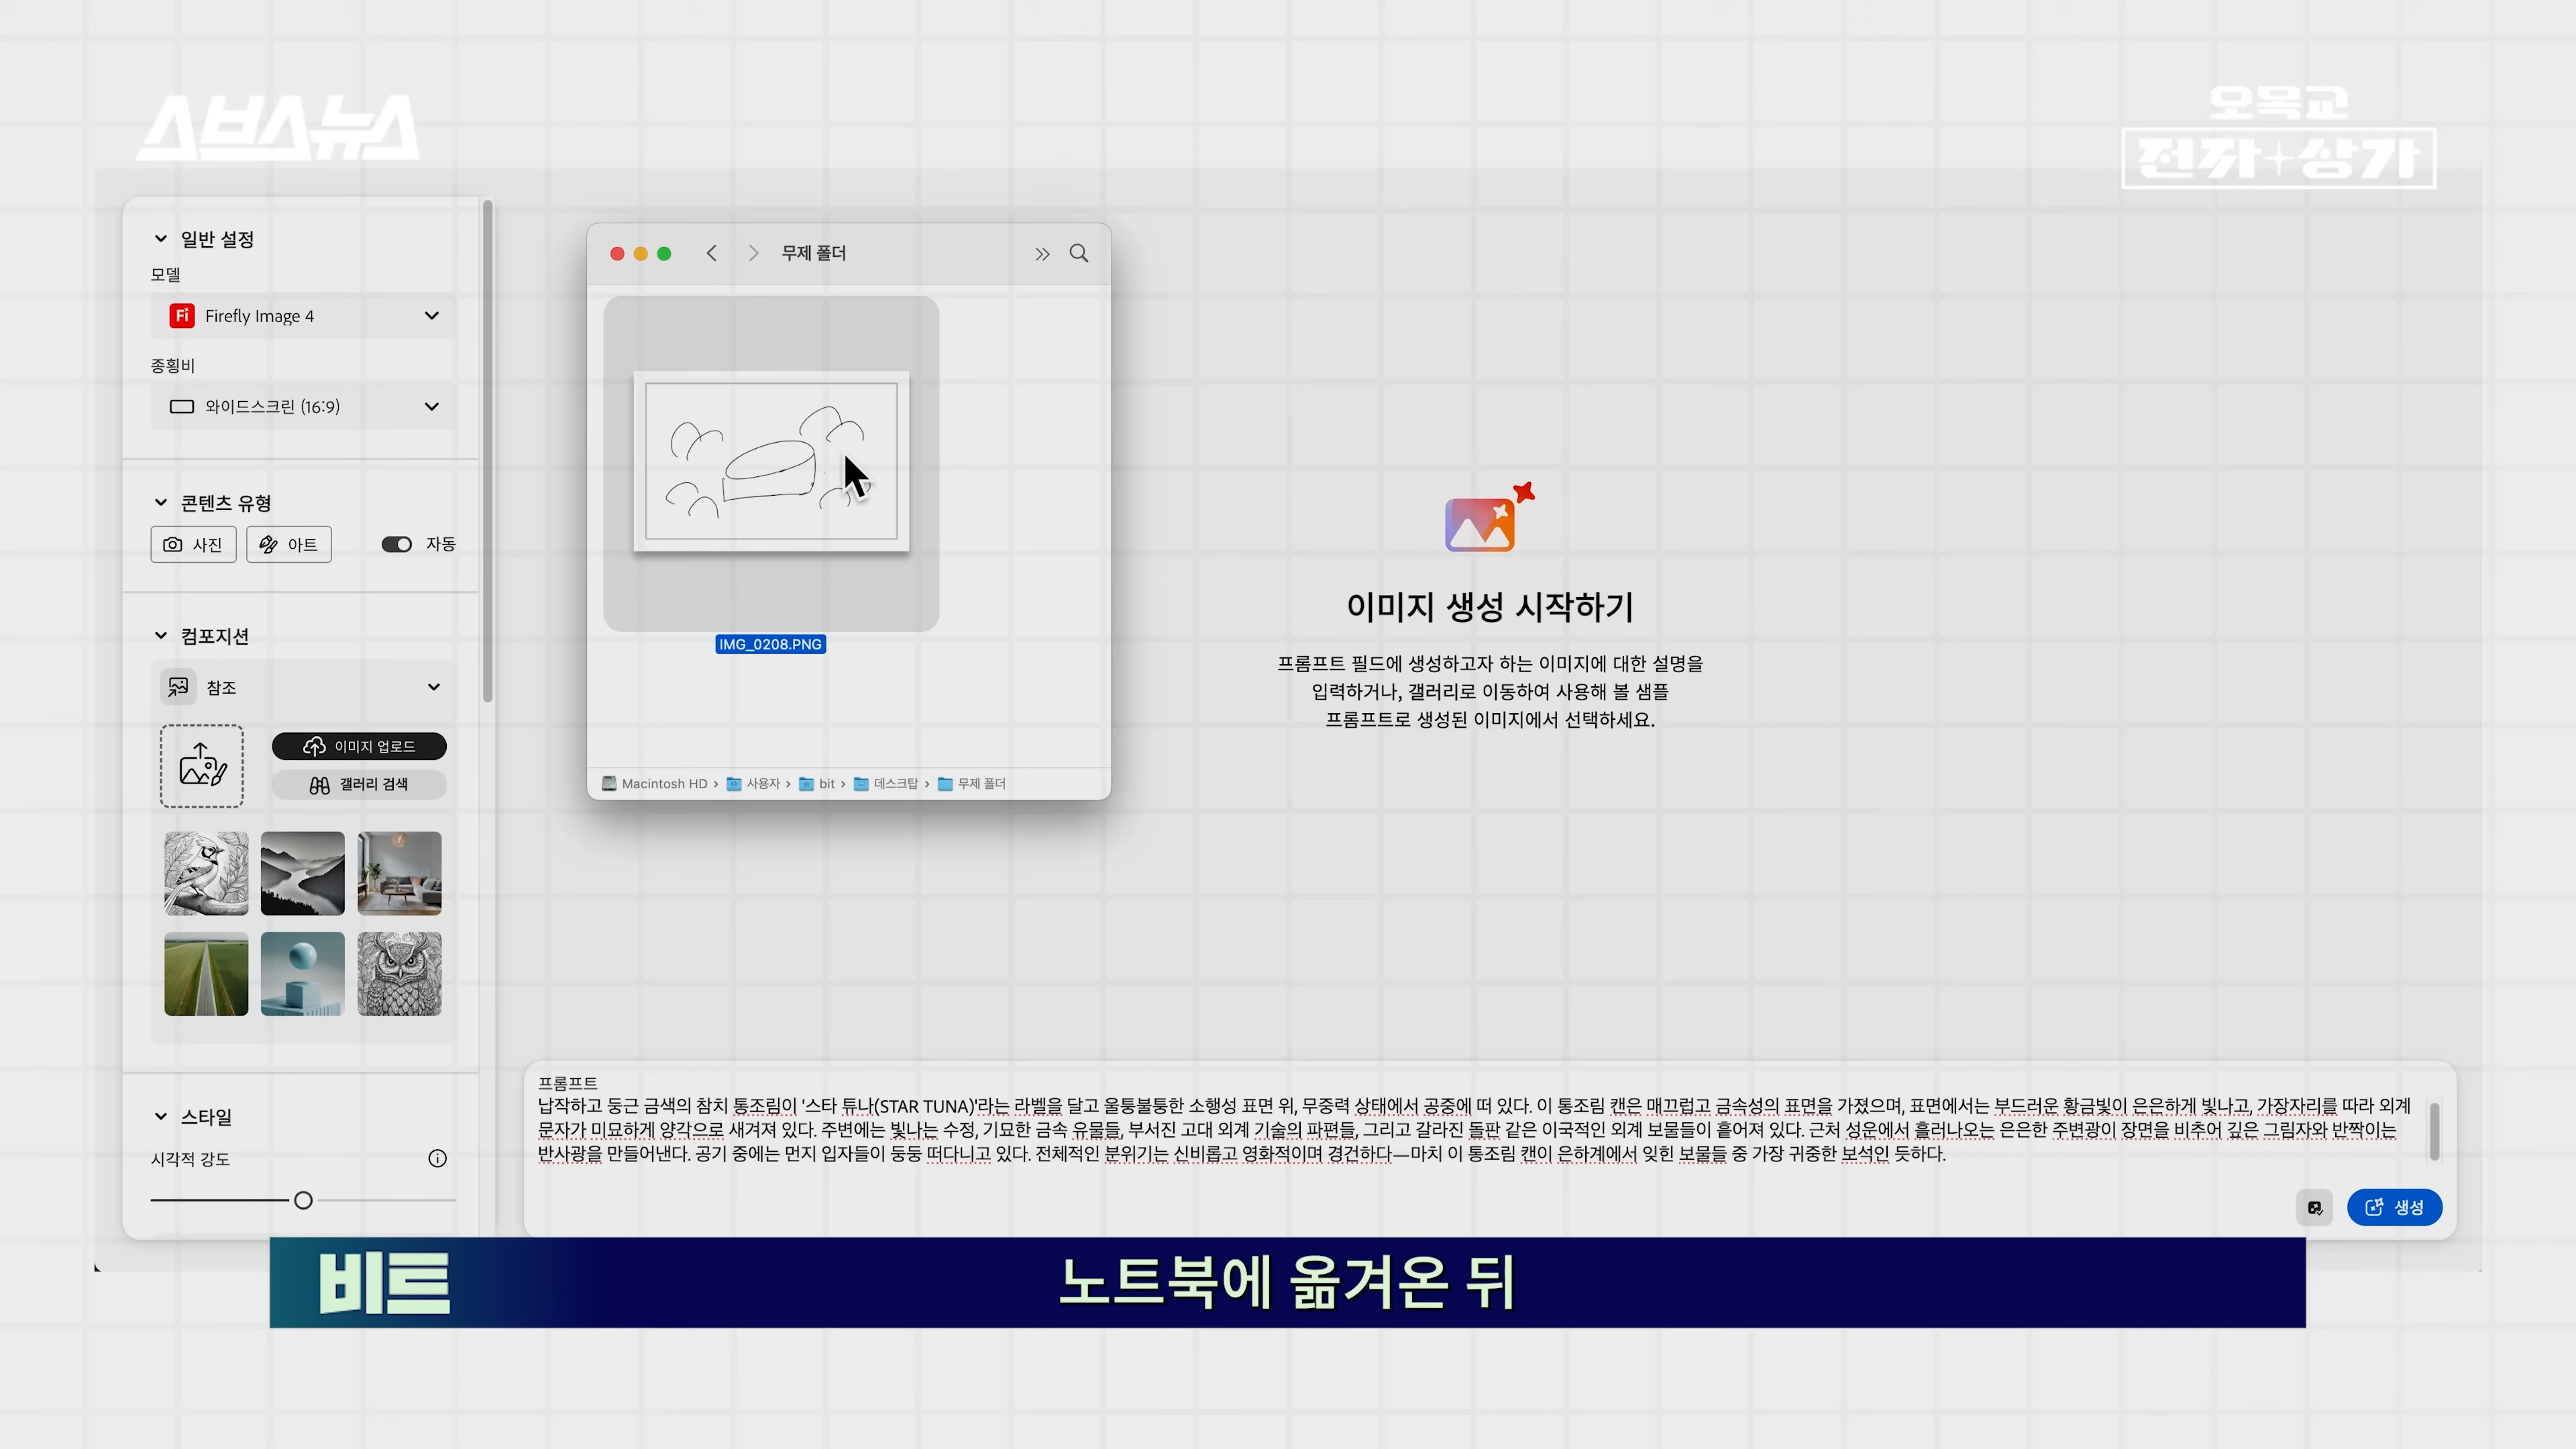 스브스뉴스
오목교
전자상가
일반 설정
모델
Fi Firefly Image 4
종횡비
와이드스크린 (16:9)
콘텐츠 유형
사진
아트
자동
컴포지션
참조
이미지 업로드
갤러리 검색
스타일
시각적 강도
무제 폴더
IMG_0208.PNG
Macintosh HD › 사용자 › bit › 데스크탑 › 무제 폴더
이미지 생성 시작하기
프롬프트 필드에 생성하고자 하는 이미지에 대한 설명을
입력하거나, 갤러리로 이동하여 사용해 볼 샘플
프롬프트로 생성된 이미지에서 선택하세요.
프롬프트
납작하고 둥근 금색의 참치 통조림이 '스타 튜나(STAR TUNA)'라는 라벨을 달고 울퉁불퉁한 소행성 표면 위, 무중력 상태에서 공중에 떠 있다. 이 통조림 캔은 매끄럽고 금속성의 표면을 가졌으며, 표면에서는 부드러운 황금빛이 은은하게 빛나고, 가장자리를 따라 외계
문자가 미묘하게 양각으로 새겨져 있다. 주변에는 빛나는 수정, 기묘한 금속 유물들, 부서진 고대 외계 기술의 파편들, 그리고 갈라진 돌판 같은 이국적인 외계 보물들이 흩어져 있다. 근처 성운에서 흘러나오는 은은한 주변광이 장면을 비추어 깊은 그림자와 반짝이는
반사광을 만들어낸다. 공기 중에는 먼지 입자들이 둥둥 떠다니고 있다. 전체적인 분위기는 신비롭고 영화적이며 경건하다—마치 이 통조림 캔이 은하계에서 잊힌 보물들 중 가장 귀중한 보석인 듯하다.
생성
비트
노트북에 옮겨온 뒤